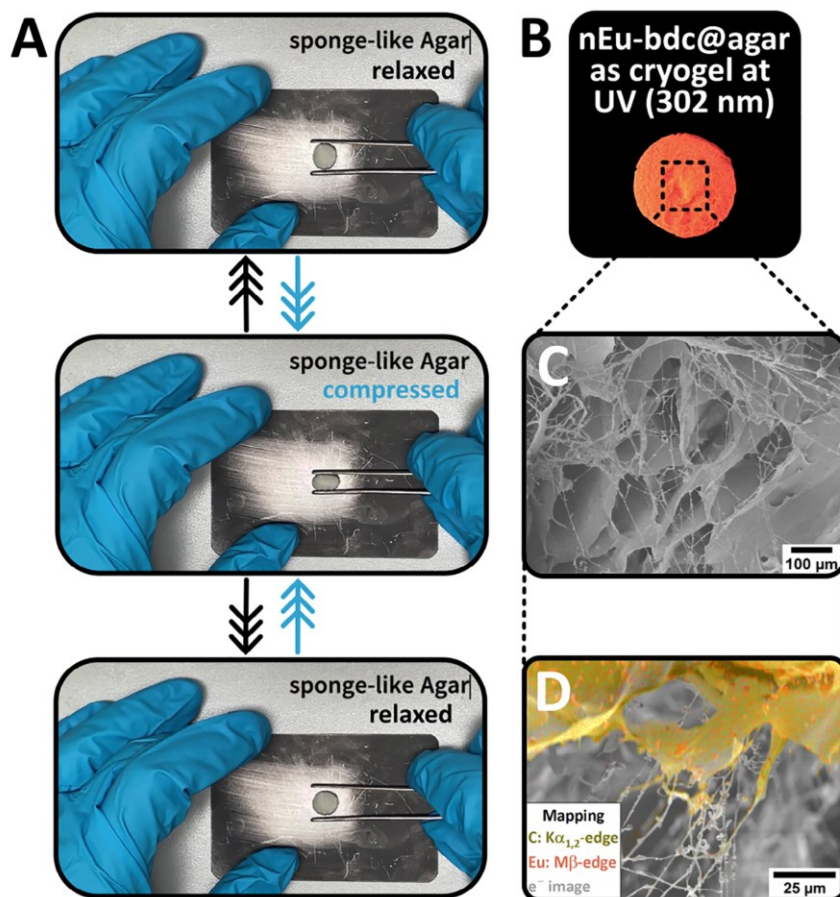 A
sponge-like Agar
relaxed
sponge-like Agar
compressed
sponge-like Agar
relaxed
B
nEu-bdc@agar
as cryogel at
UV (302 nm)
C
100 µm
D
Mapping
C: Kα₁,₂-edge
Eu: Mβ-edge
e⁻ image
25 µm